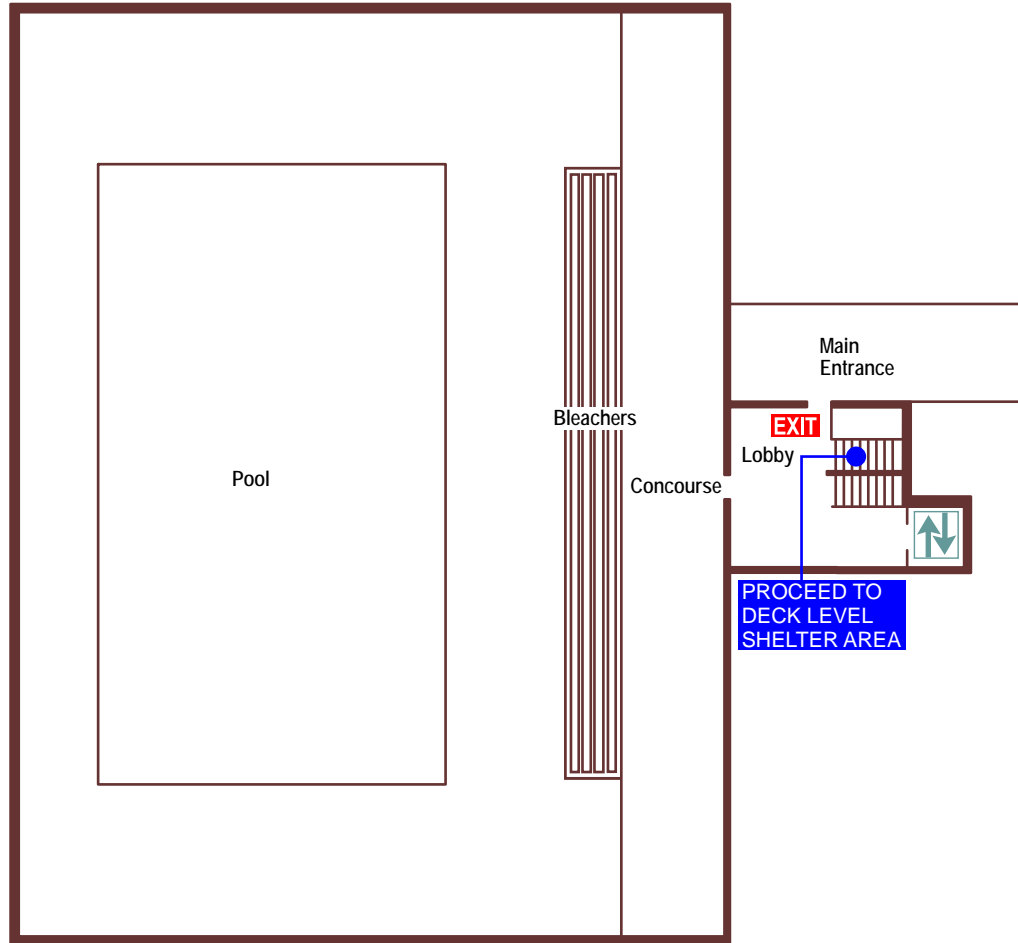 Main
Entrance
Bleachers
EXIT
Lobby
Pool
Concourse
PROCEED TO
DECK LEVEL
SHELTER AREA